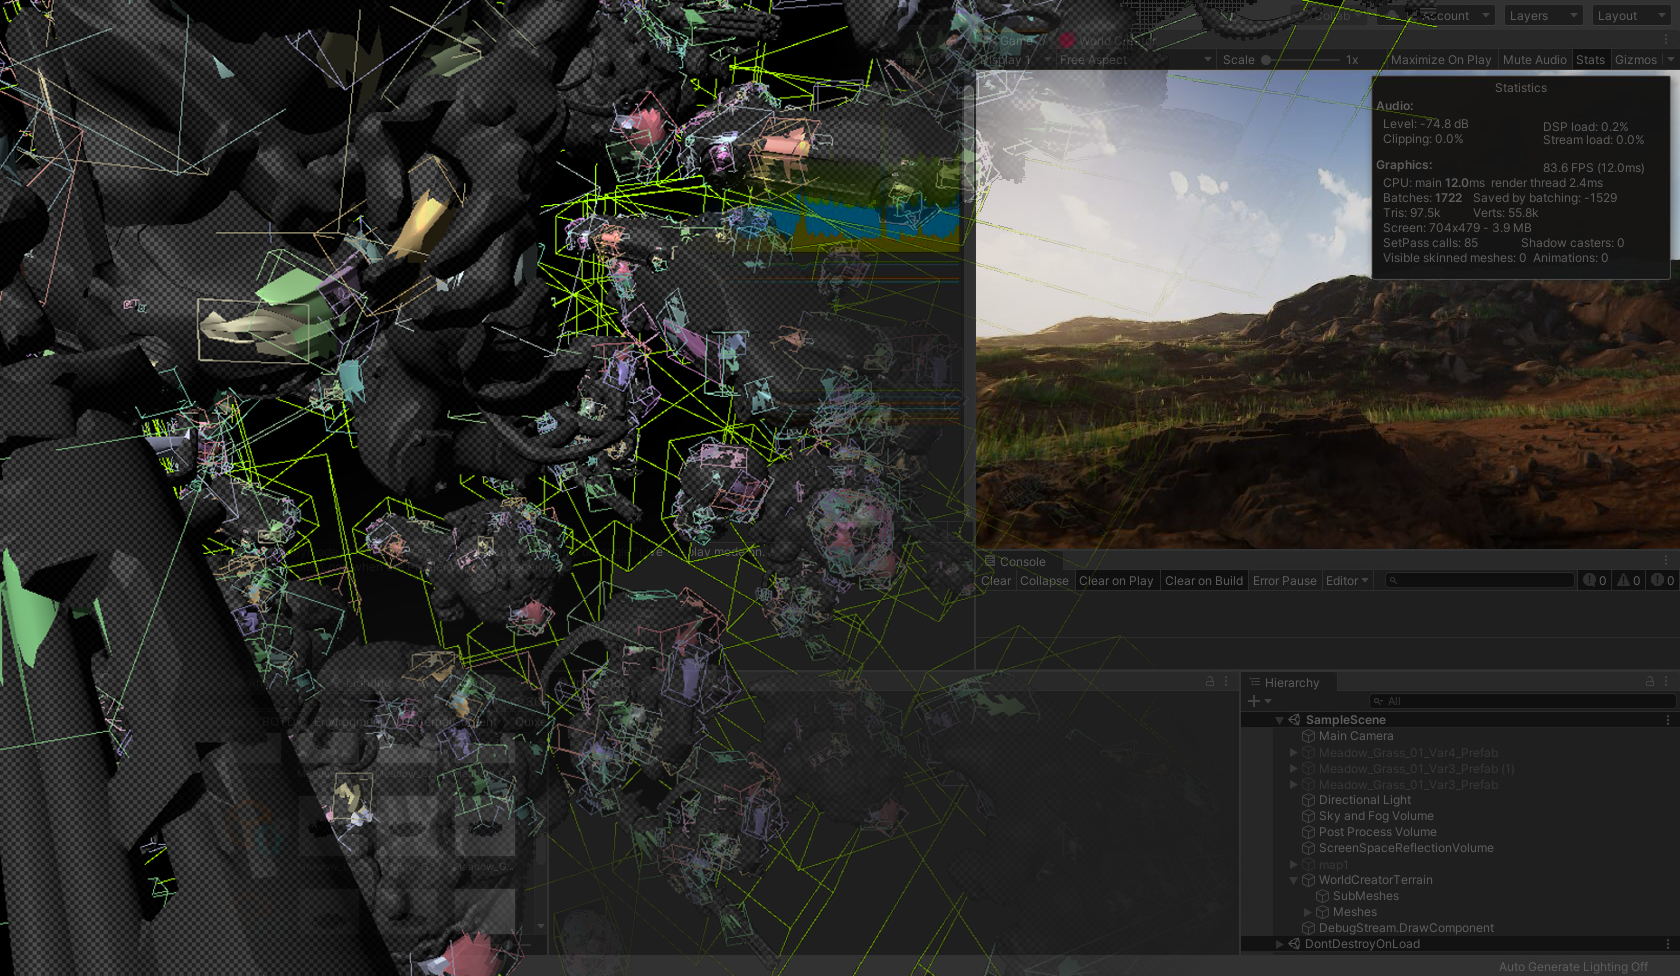 Collab
Account
Layers
Layout
Game
World Creator
Display 1
Free Aspect
Scale
1x
Maximize On Play
Mute Audio
Stats
Gizmos
Statistics
Audio:
Level: -74.8 dB
DSP load: 0.2%
Clipping: 0.0%
Stream load: 0.0%
Graphics:
83.6 FPS (12.0ms)
CPU: main 12.0ms render thread 2.4ms
Batches: 1722 Saved by batching: -1529
Tris: 97.5k Verts: 55.8k
Screen: 704x479 - 3.9 MB
SetPass calls: 85 Shadow casters: 0
Visible skinned meshes: 0 Animations: 0
play mode on.
Console
Clear
Collapse
Clear on Play
Clear on Build
Error Pause
Editor
0
0
0
Hierarchy
All
SampleScene
Main Camera
Meadow_Grass_01_Var4_Prefab
Meadow_Grass_01_Var3_Prefab (1)
Meadow_Grass_01_Var3_Prefab
Directional Light
Sky and Fog Volume
Post Process Volume
ScreenSpaceReflectionVolume
map1
WorldCreatorTerrain
SubMeshes
Meshes
DebugStream.DrawComponent
DontDestroyOnLoad
Auto Generate Lighting Off